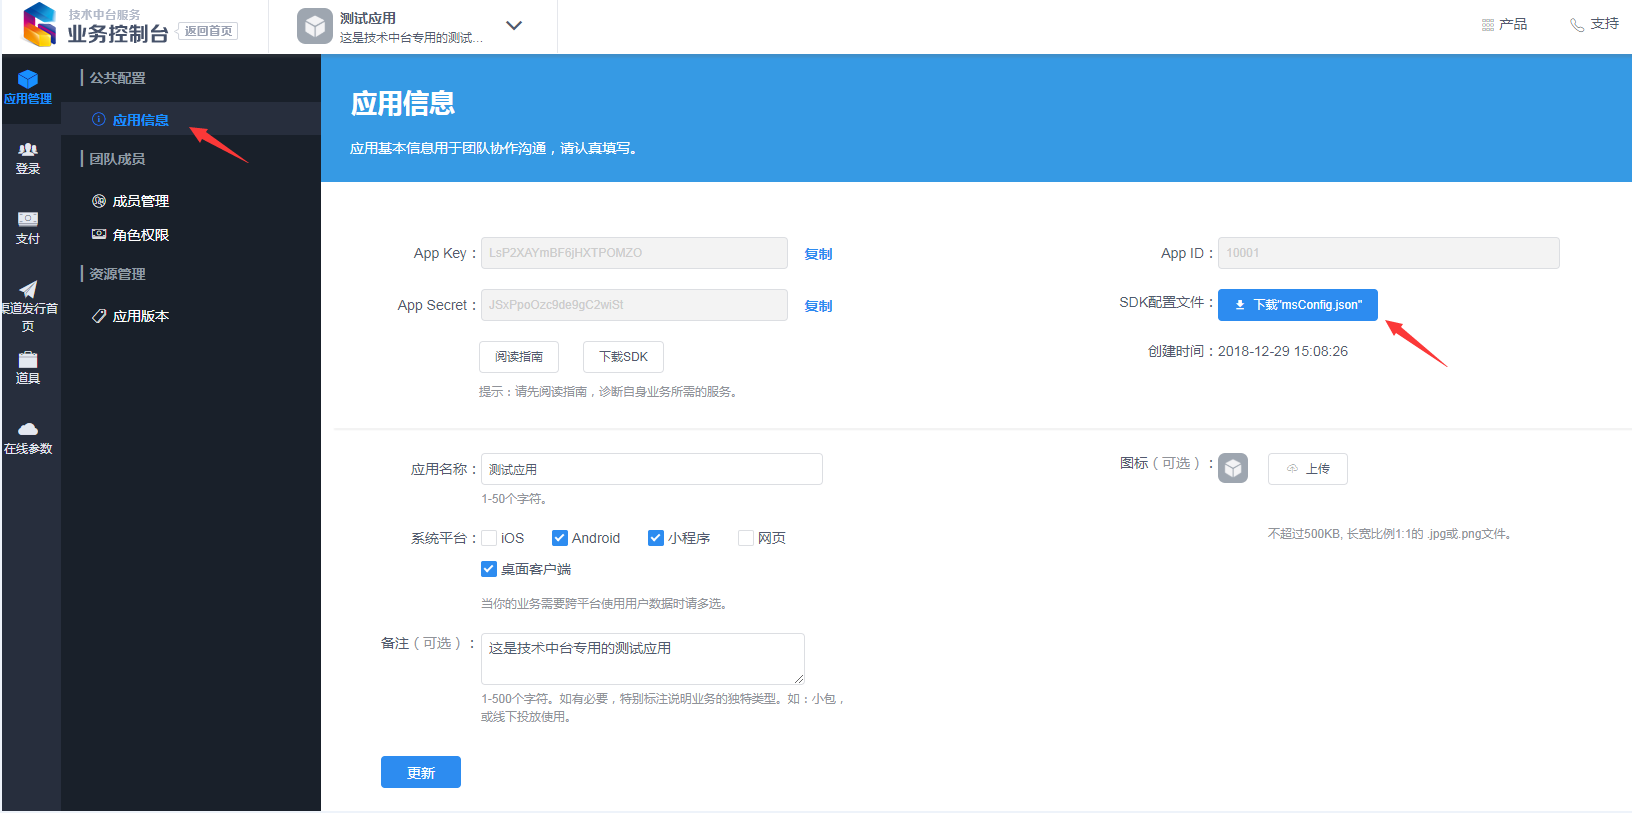 技术中台服务
业务控制台
返回首页
测试应用
这是技术中台专用的测试...
产品
支持
应用管理
登录
支付
渠道发行首
页
道具
在线参数
公共配置
应用信息
团队成员
成员管理
角色权限
资源管理
应用版本
应用信息
应用基本信息用于团队协作沟通，请认真填写。
App Key：
LsP2XAYmBF6jHXTPOMZO
复制
App ID：
10001
App Secret：
JSxPpoOzc9de9gC2wiSt
复制
SDK配置文件：
下载"msConfig.json"
阅读指南
下载SDK
创建时间：2018-12-29 15:08:26
提示：请先阅读指南，诊断自身业务所需的服务。
应用名称：
测试应用
1-50个字符。
图标（可选）：
上传
不超过500KB, 长宽比例1:1的 .jpg或.png文件。
系统平台：
iOS
Android
小程序
网页
桌面客户端
当你的业务需要跨平台使用用户数据时请多选。
备注（可选）：
这是技术中台专用的测试应用
1-500个字符。如有必要，特别标注说明业务的独特类型。如：小包，
或线下投放使用。
更新